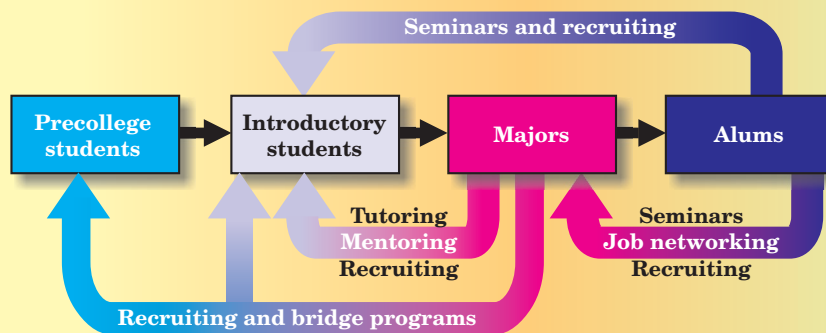 Seminars and recruiting
Precollege
students
Introductory
students
Majors
Alums
Tutoring
Mentoring
Recruiting
Seminars
Job networking
Recruiting
Recruiting and bridge programs